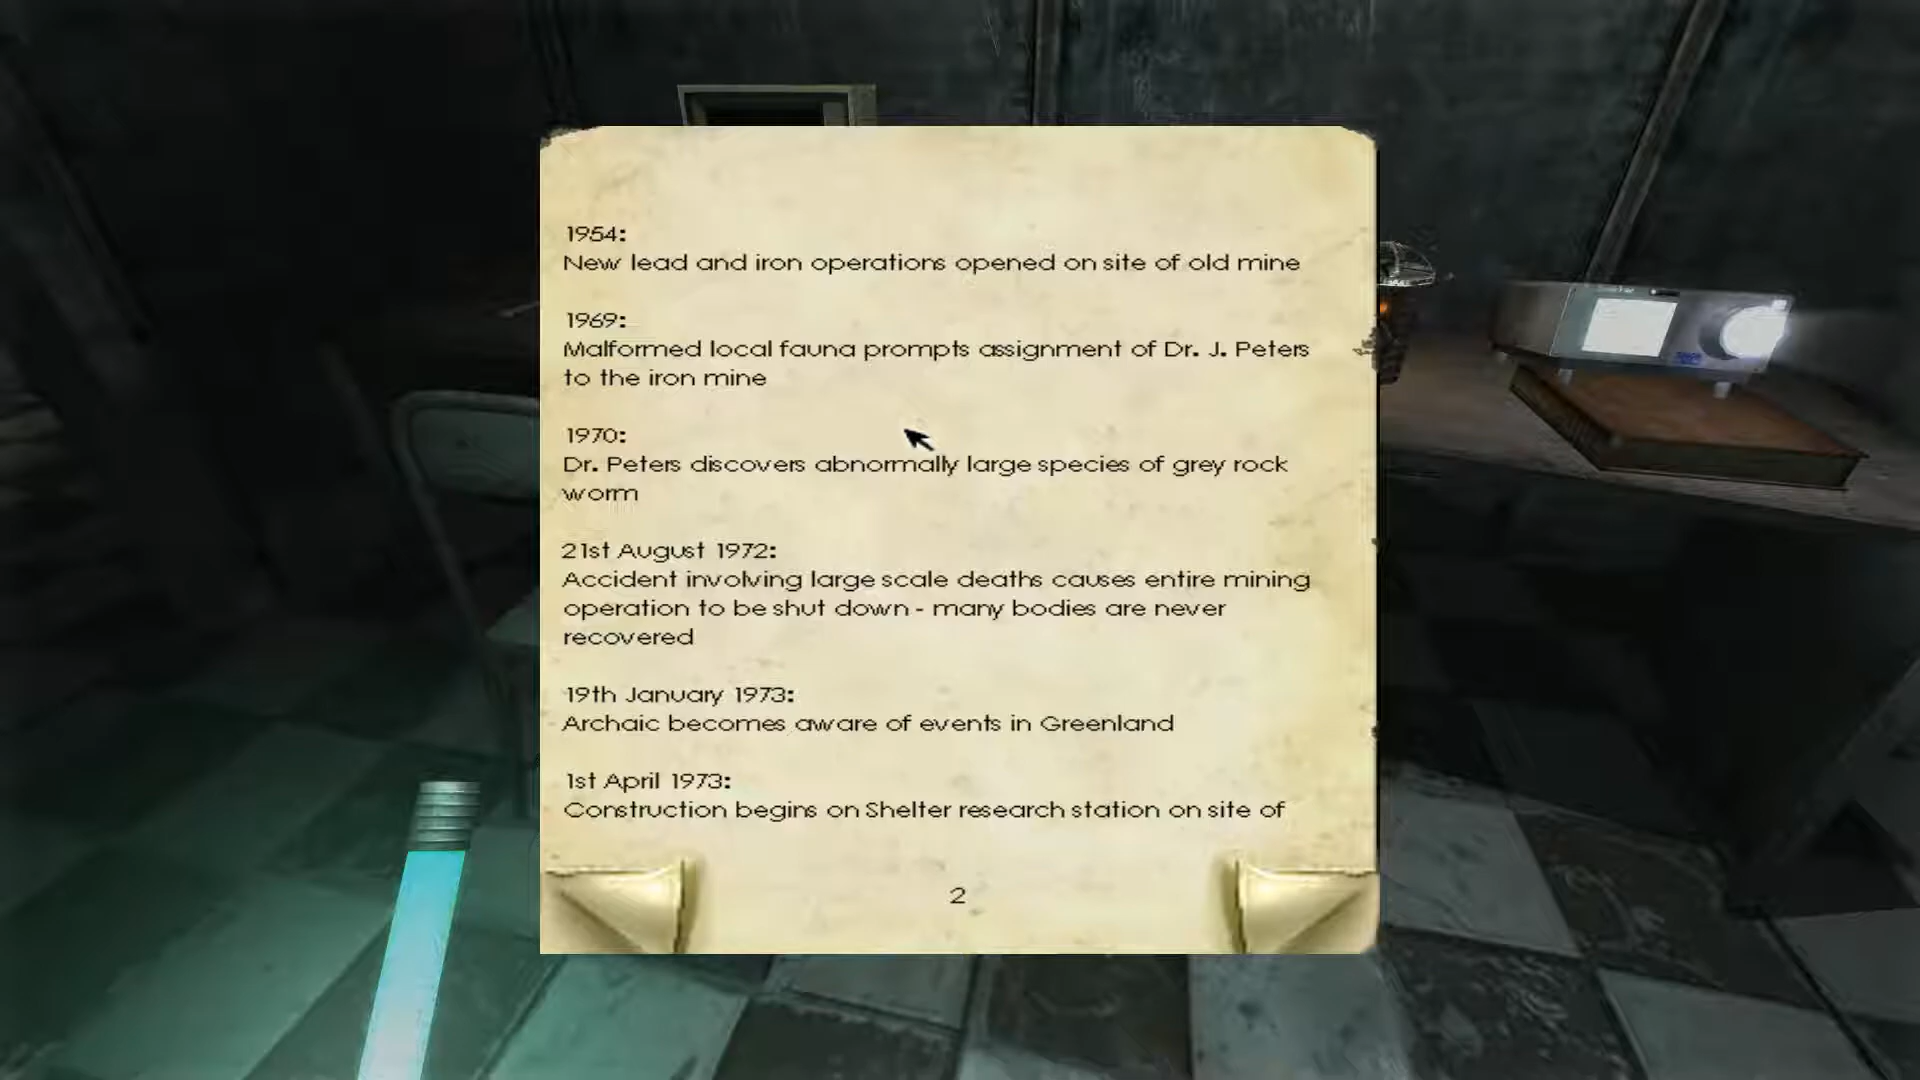 1954:
New lead and iron operations opened on site of old mine
1969:
Malformed local fauna prompts assignment of Dr. J. Peters
to the iron mine
1970:
Dr. Peters discovers abnormally large species of grey rock
worm
21st August 1972:
Accident involving large scale deaths causes entire mining
operation to be shut down - many bodies are never
recovered
19th January 1973:
Archaic becomes aware of events in Greenland
1st April 1973:
Construction begins on Shelter research station on site of
2